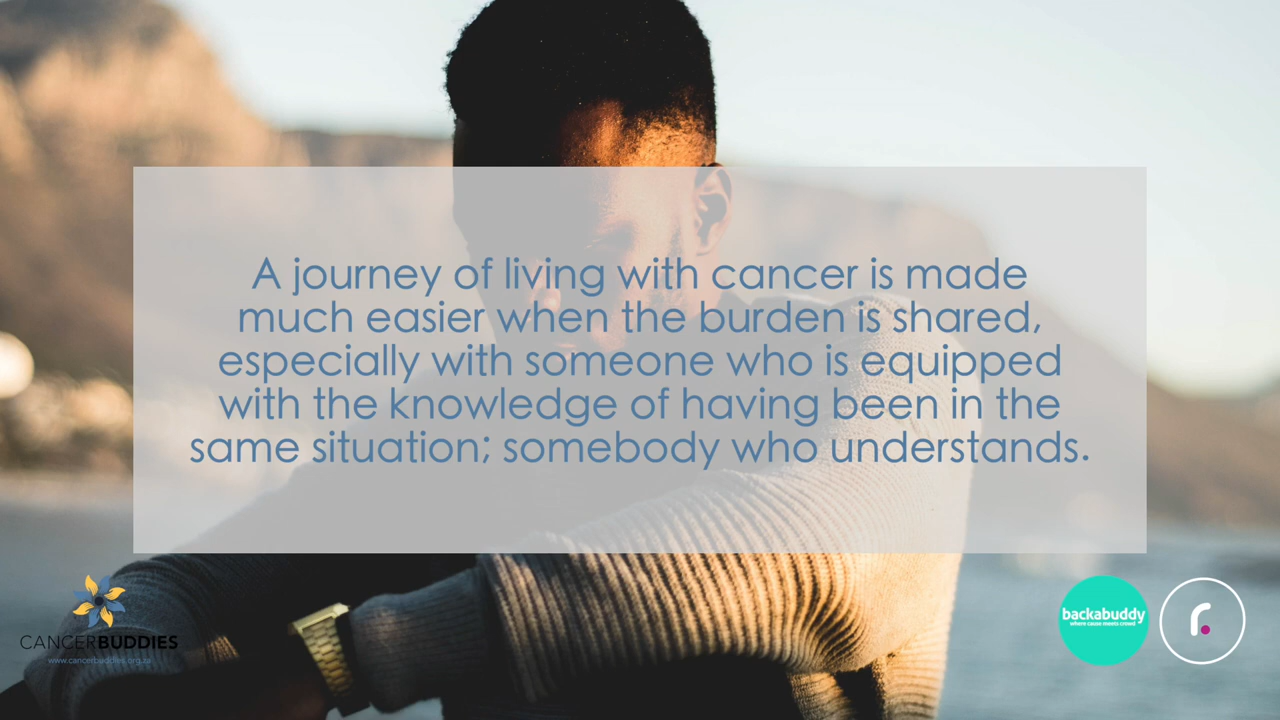 A journey of living with cancer is made
much easier when the burden is shared,
especially with someone who is equipped
with the knowledge of having been in the
same situation; somebody who understands.
CANCERBUDDIES
www.cancerbuddies.org.za
backabuddy
where cause meets crowd
r.